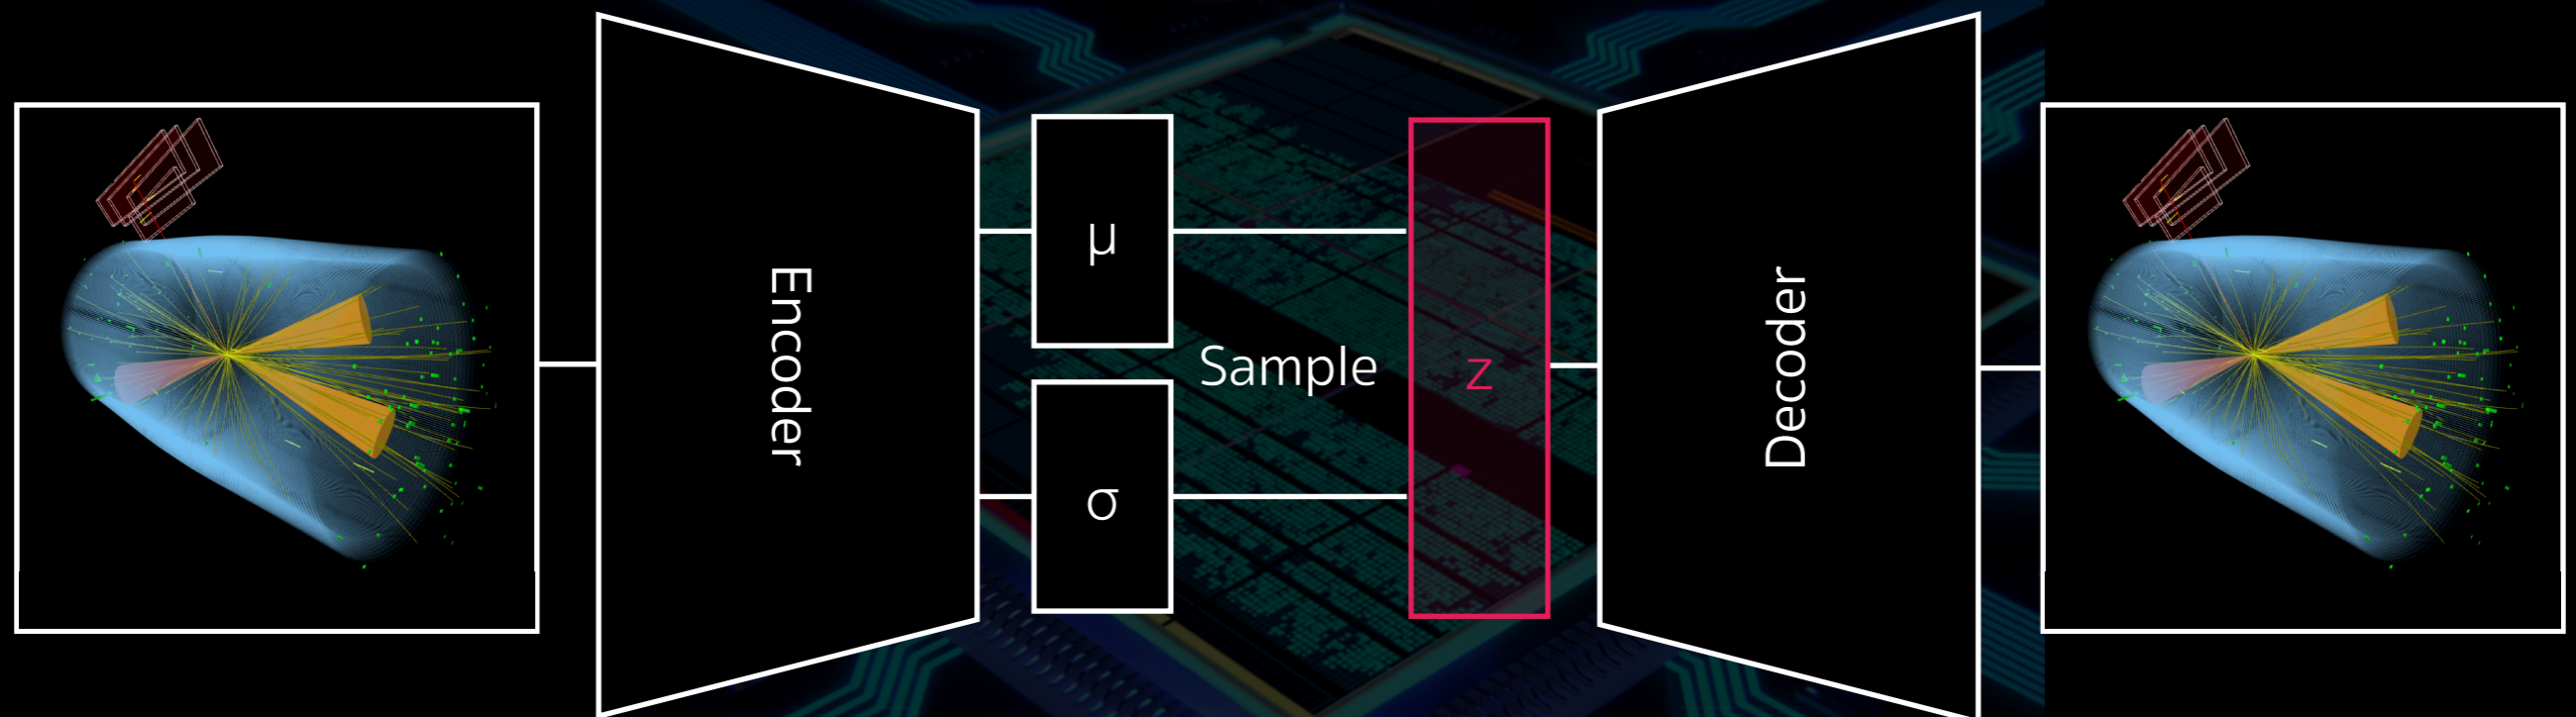 Encoder
μ
σ
Sample
z
Decoder